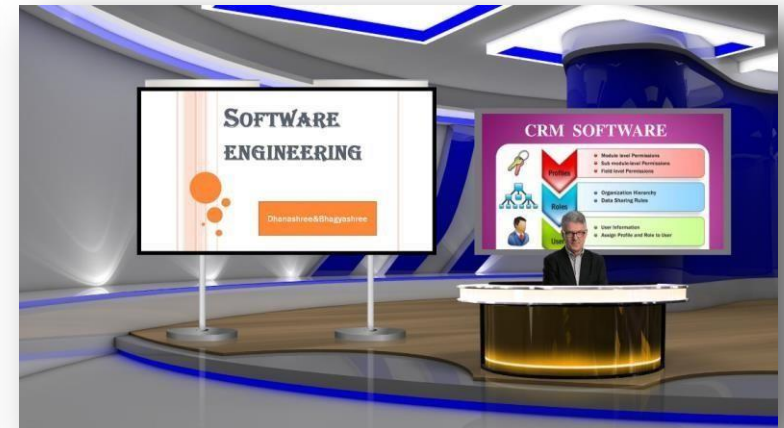 SOFTWARE
ENGINEERING
Dhanashree&Bhagyashree
CRM SOFTWARE
Profiles
Module level Permissions
Sub module-level Permissions
Field-level Permissions
Roles
Organization Hierarchy
Data Sharing Rules
User
User Information
Assign Profile and Role to User